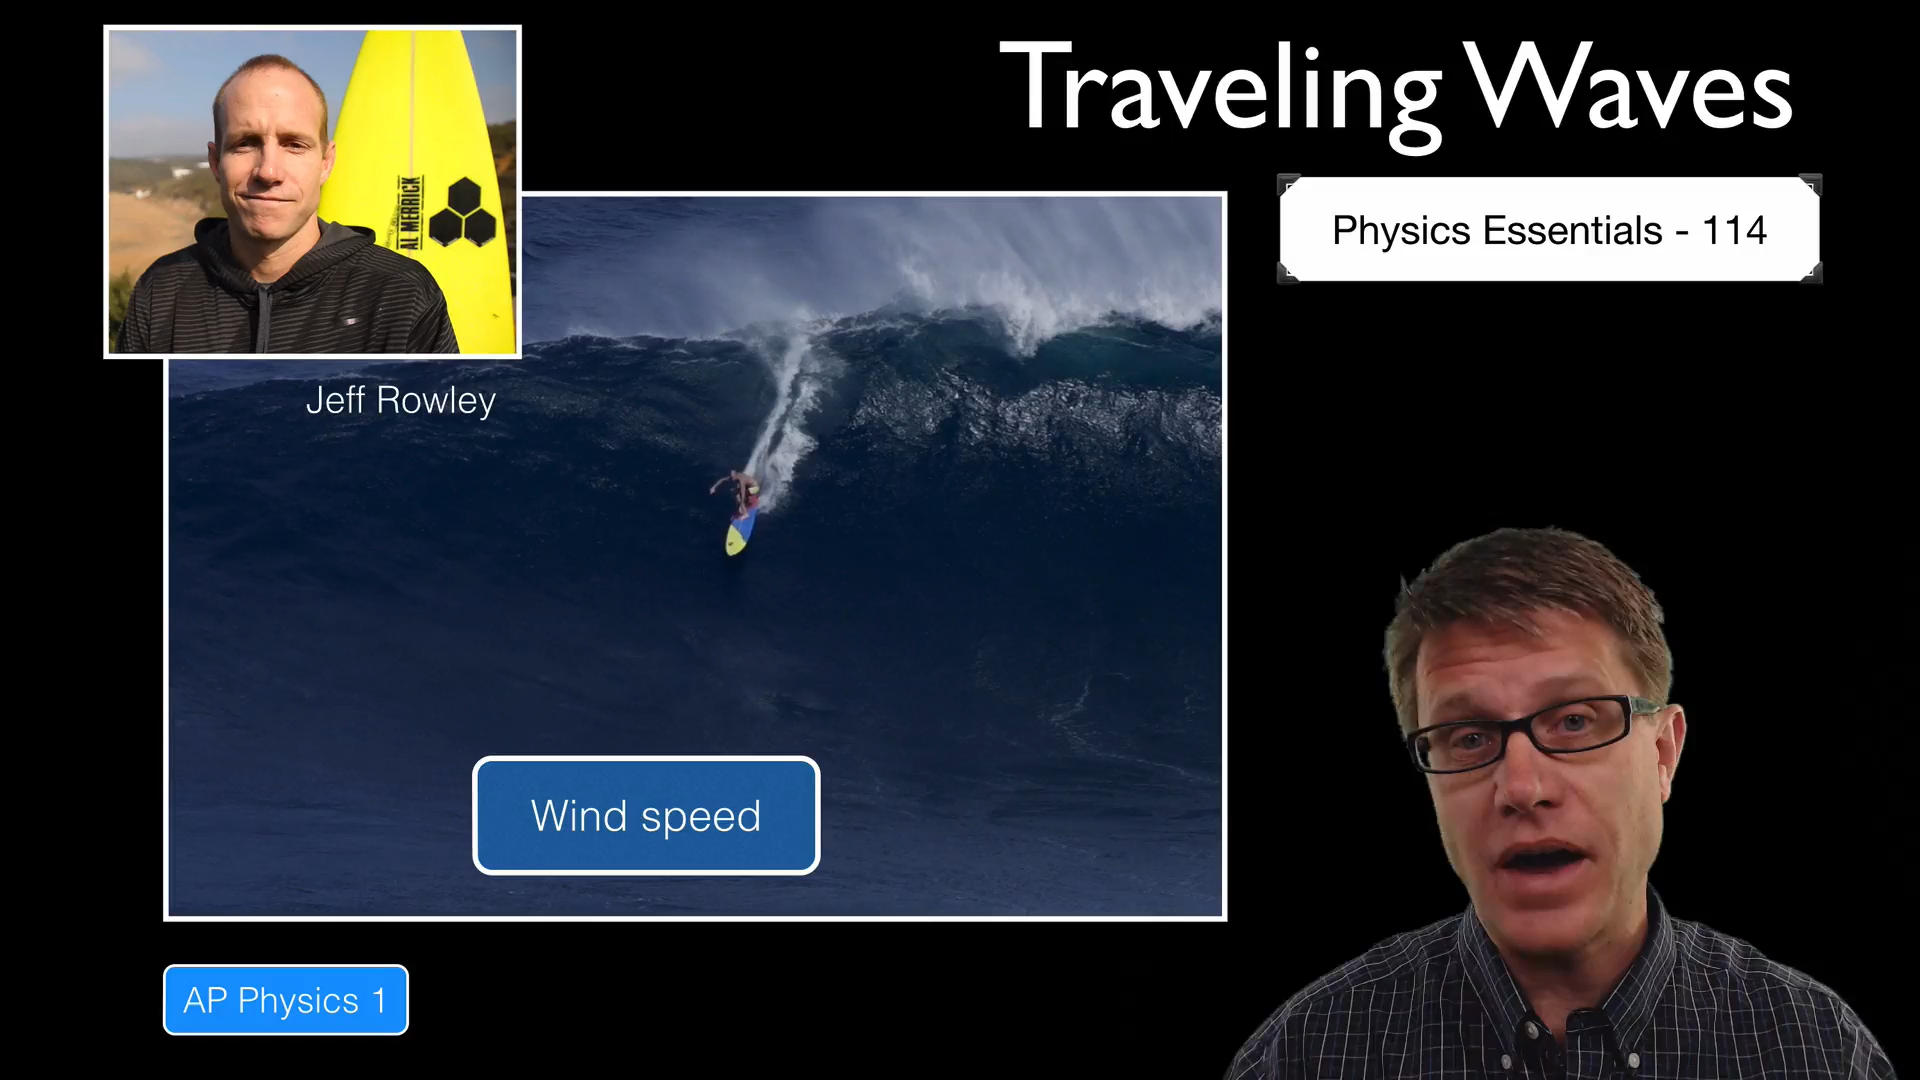 Traveling Waves
Physics Essentials - 114
AL MERRICK
Jeff Rowley
Wind speed
AP Physics 1